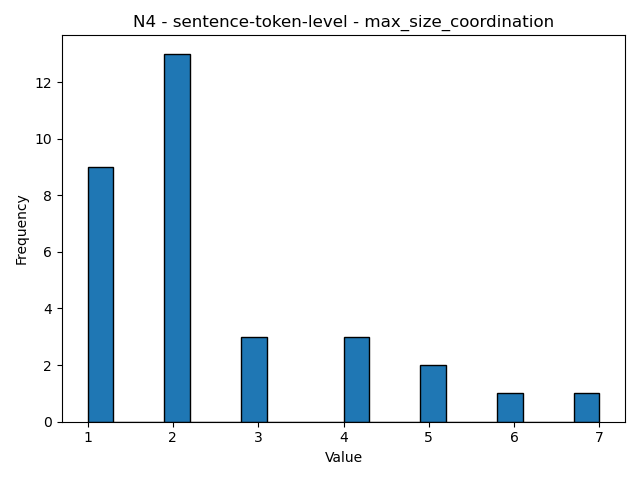 N4 - sentence-token-level - max_size_coordination
Frequency
12
10
8
6
4
2
0
1 2 3 4 5 6 7
Value